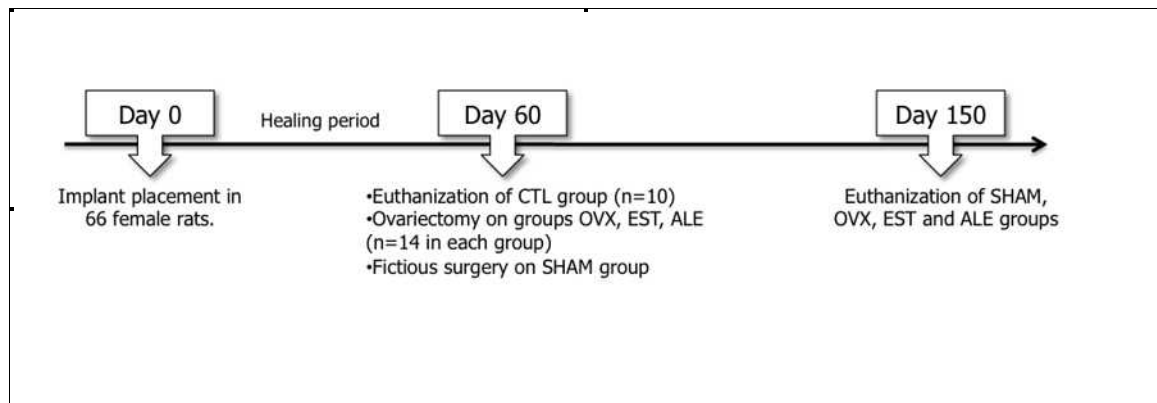 Day 0
Healing period
Day 60
Day 150
Implant placement in
66 female rats.
•Euthanization of CTL group (n=10)
•Ovariectomy on groups OVX, EST, ALE
(n=14 in each group)
•Fictious surgery on SHAM group
Euthanization of SHAM,
OVX, EST and ALE groups